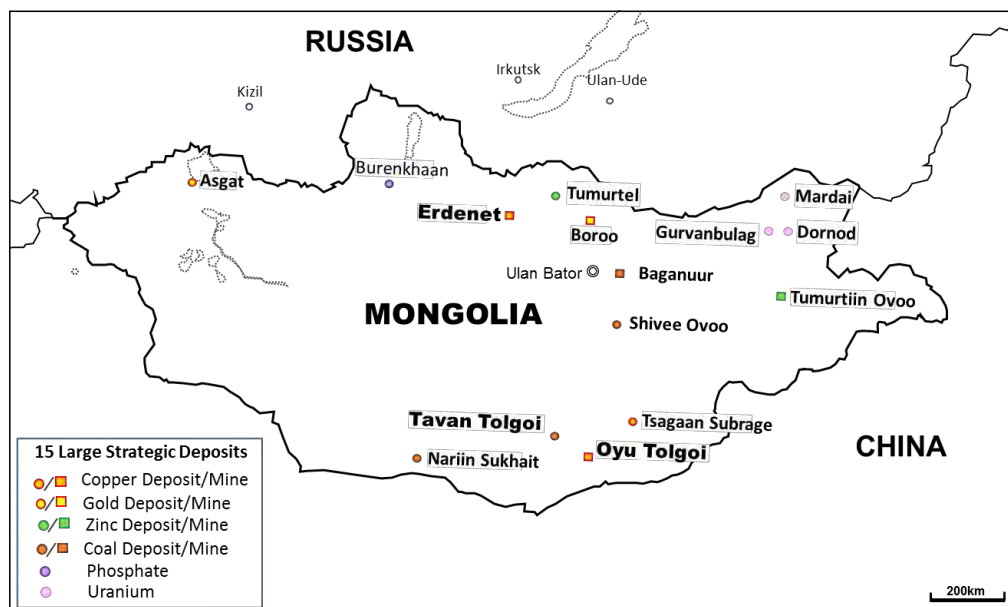 RUSSIA
Irkutsk
Ulan-Ude
Kizil
Burenkhaan
Asgat
Tumurtel
Mardai
Erdenet
Boroo
Gurvanbulag
Dornod
Ulan Bator
Baganuur
Tumurtiin Ovoo
MONGOLIA
Shivee Ovoo
Tavan Tolgoi
Tsagaan Subrage
CHINA
Nariin Sukhait
Oyu Tolgoi
15 Large Strategic Deposits
Copper Deposit/Mine
Gold Deposit/Mine
Zinc Deposit/Mine
Coal Deposit/Mine
Phosphate
Uranium
200km